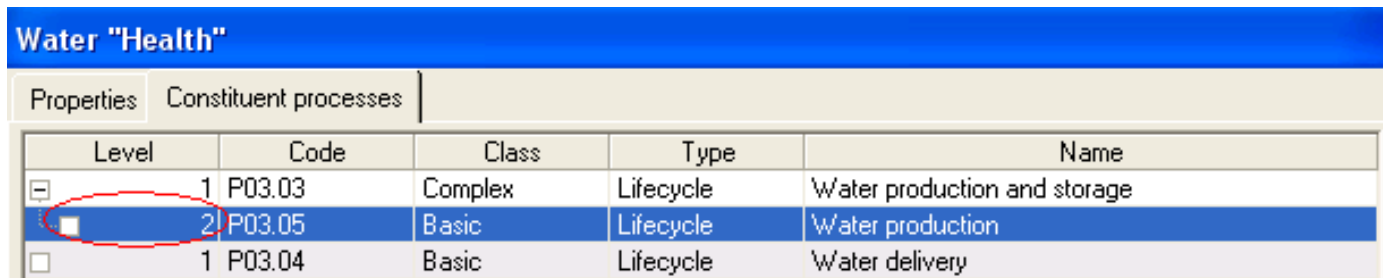 Water "Health"
Properties Constituent processes
Level Code Class Type Name
1 P03.03 Complex Lifecycle Water production and storage
2 P03.05 Basic Lifecycle Water production
1 P03.04 Basic Lifecycle Water delivery